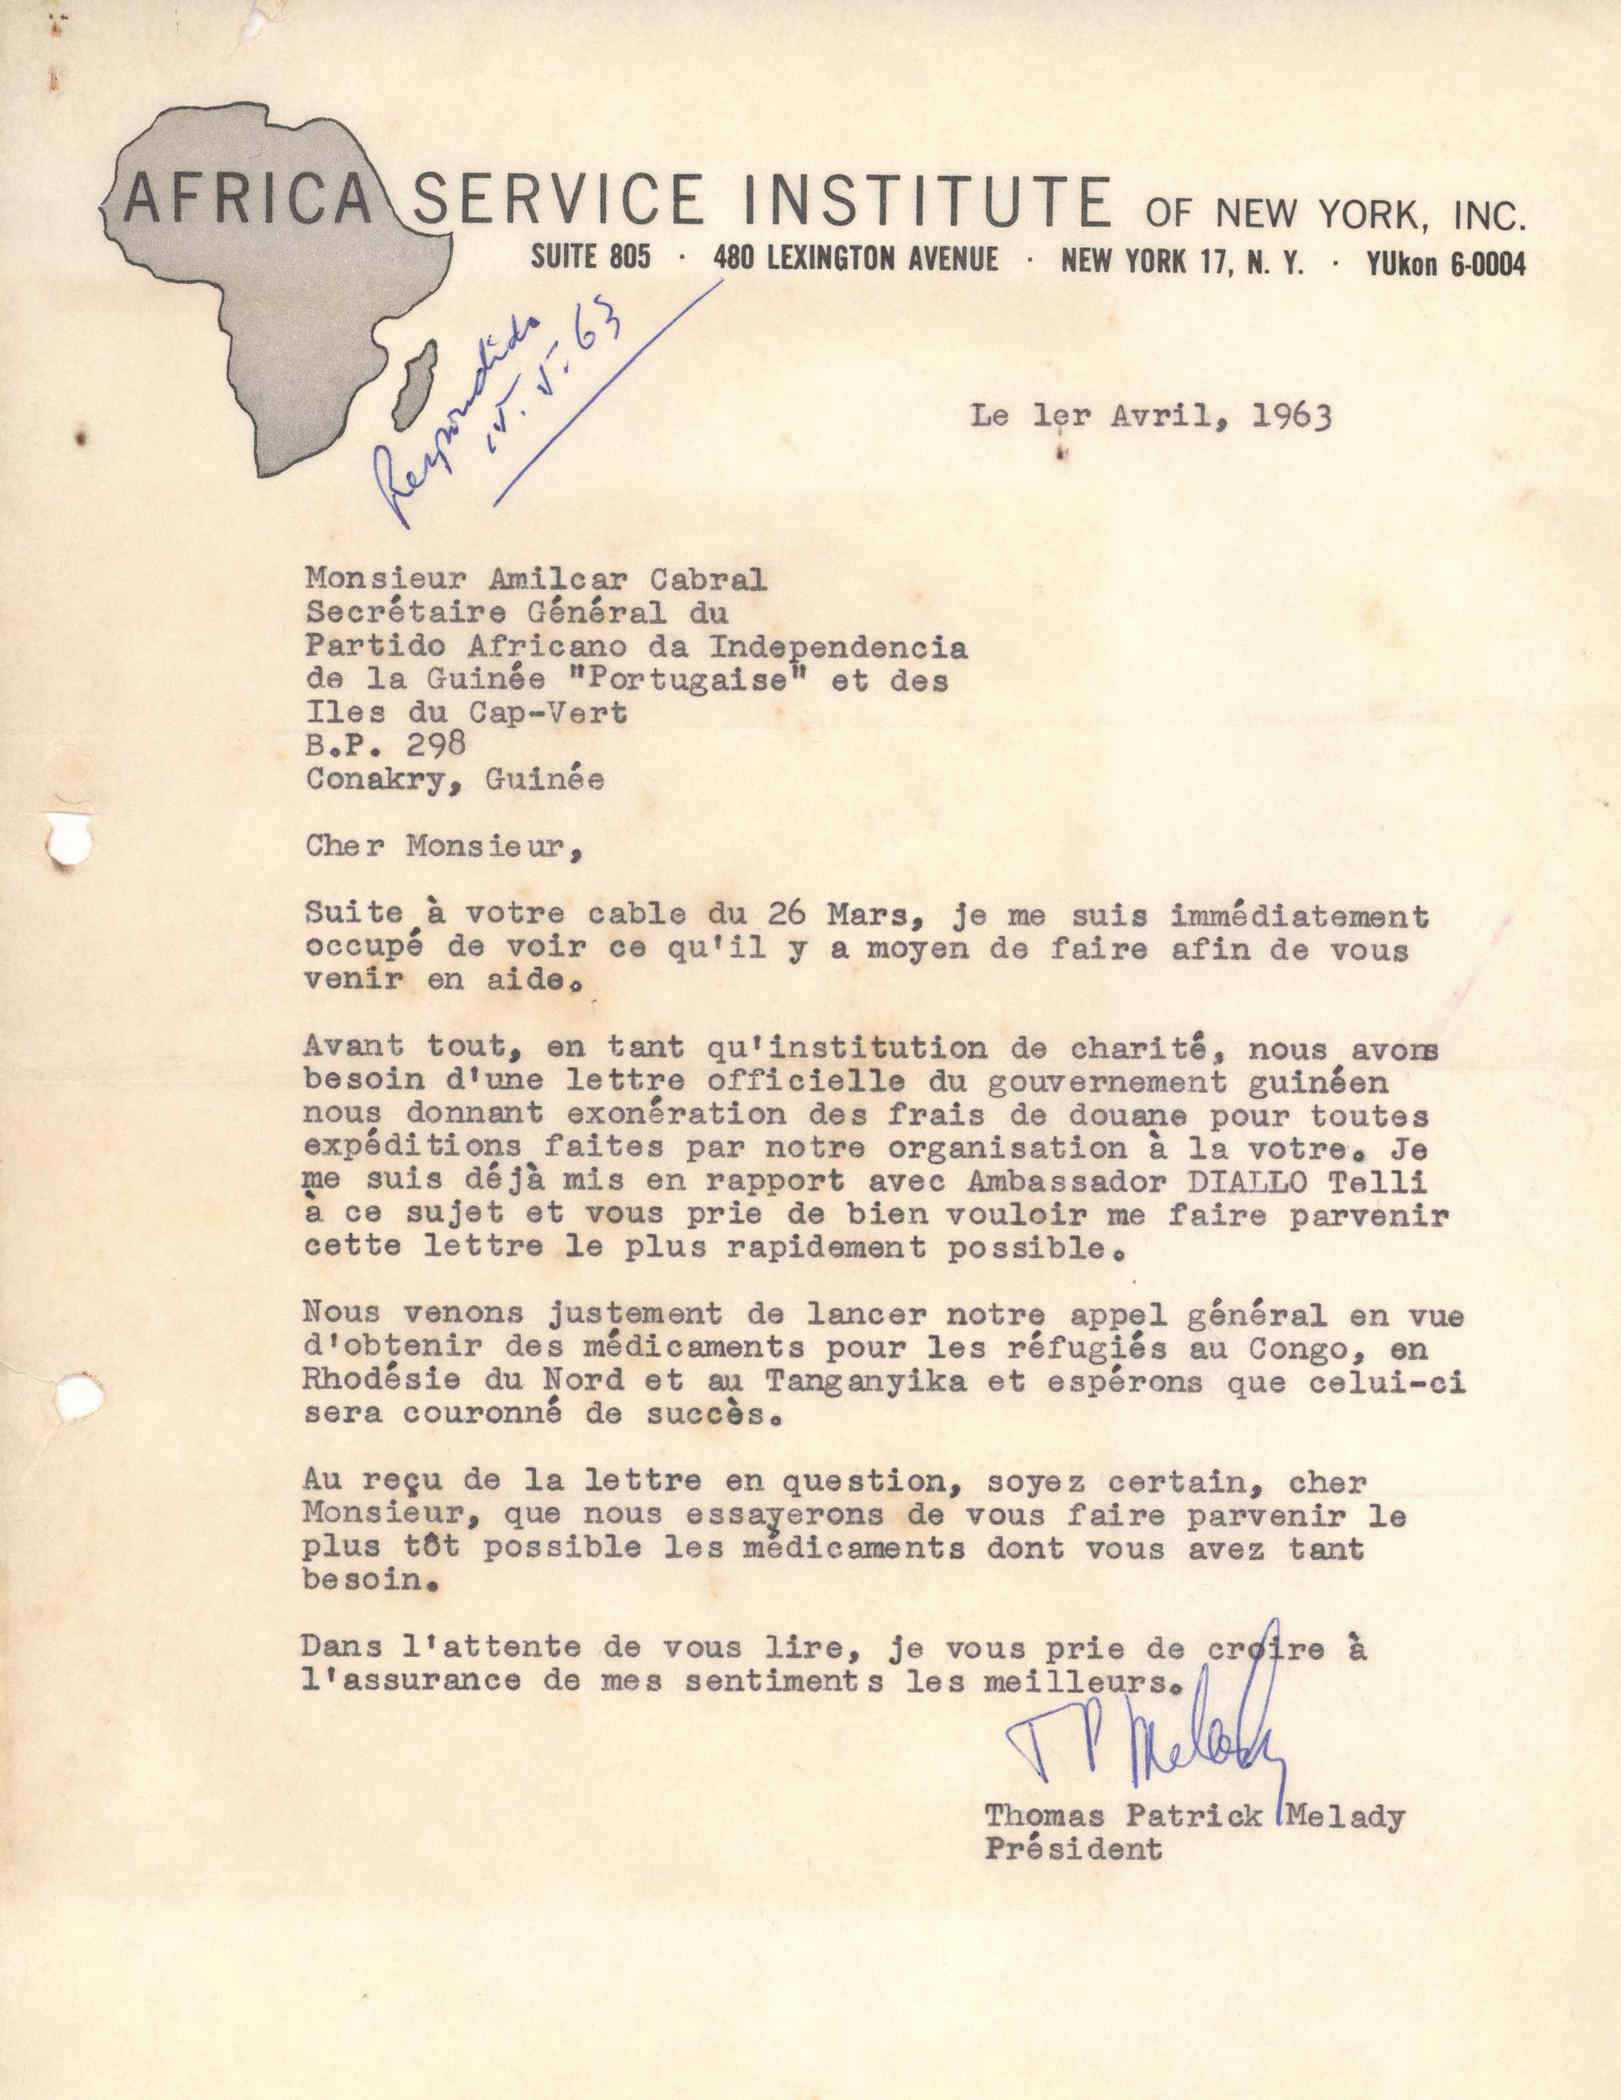 AFRICA SERVICE INSTITUTE OF NEW YORK, INC.
SUITE 805 · 480 LEXINGTON AVENUE · NEW YORK 17, N. Y. · YUkon 6-0004
Respondido
V. 63
Le 1er Avril, 1963
Monsieur Amilcar Cabral
Secrétaire Général du
Partido Africano da Independencia
de la Guinée "Portugaise" et des
Iles du Cap-Vert
B.P. 298
Conakry, Guinée
Cher Monsieur,
Suite à votre cable du 26 Mars, je me suis immédiatement
occupé de voir ce qu'il y a moyen de faire afin de vous
venir en aide.
Avant tout, en tant qu'institution de charité, nous avons
besoin d'une lettre officielle du gouvernement guinéen
nous donnant exonération des frais de douane pour toutes
expéditions faites par notre organisation à la votre. Je
me suis déjà mis en rapport avec Ambassador DIALLO Telli
à ce sujet et vous prie de bien vouloir me faire parvenir
cette lettre le plus rapidement possible.
Nous venons justement de lancer notre appel général en vue
d'obtenir des médicaments pour les réfugiés au Congo, en
Rhodésie du Nord et au Tanganyika et espérons que celui-ci
sera couronné de succès.
Au reçu de la lettre en question, soyez certain, cher
Monsieur, que nous essayerons de vous faire parvenir le
plus tôt possible les médicaments dont vous avez tant
besoin.
Dans l'attente de vous lire, je vous prie de croire à
l'assurance de mes sentiments les meilleurs.
T P Melady
Thomas Patrick Melady
Président